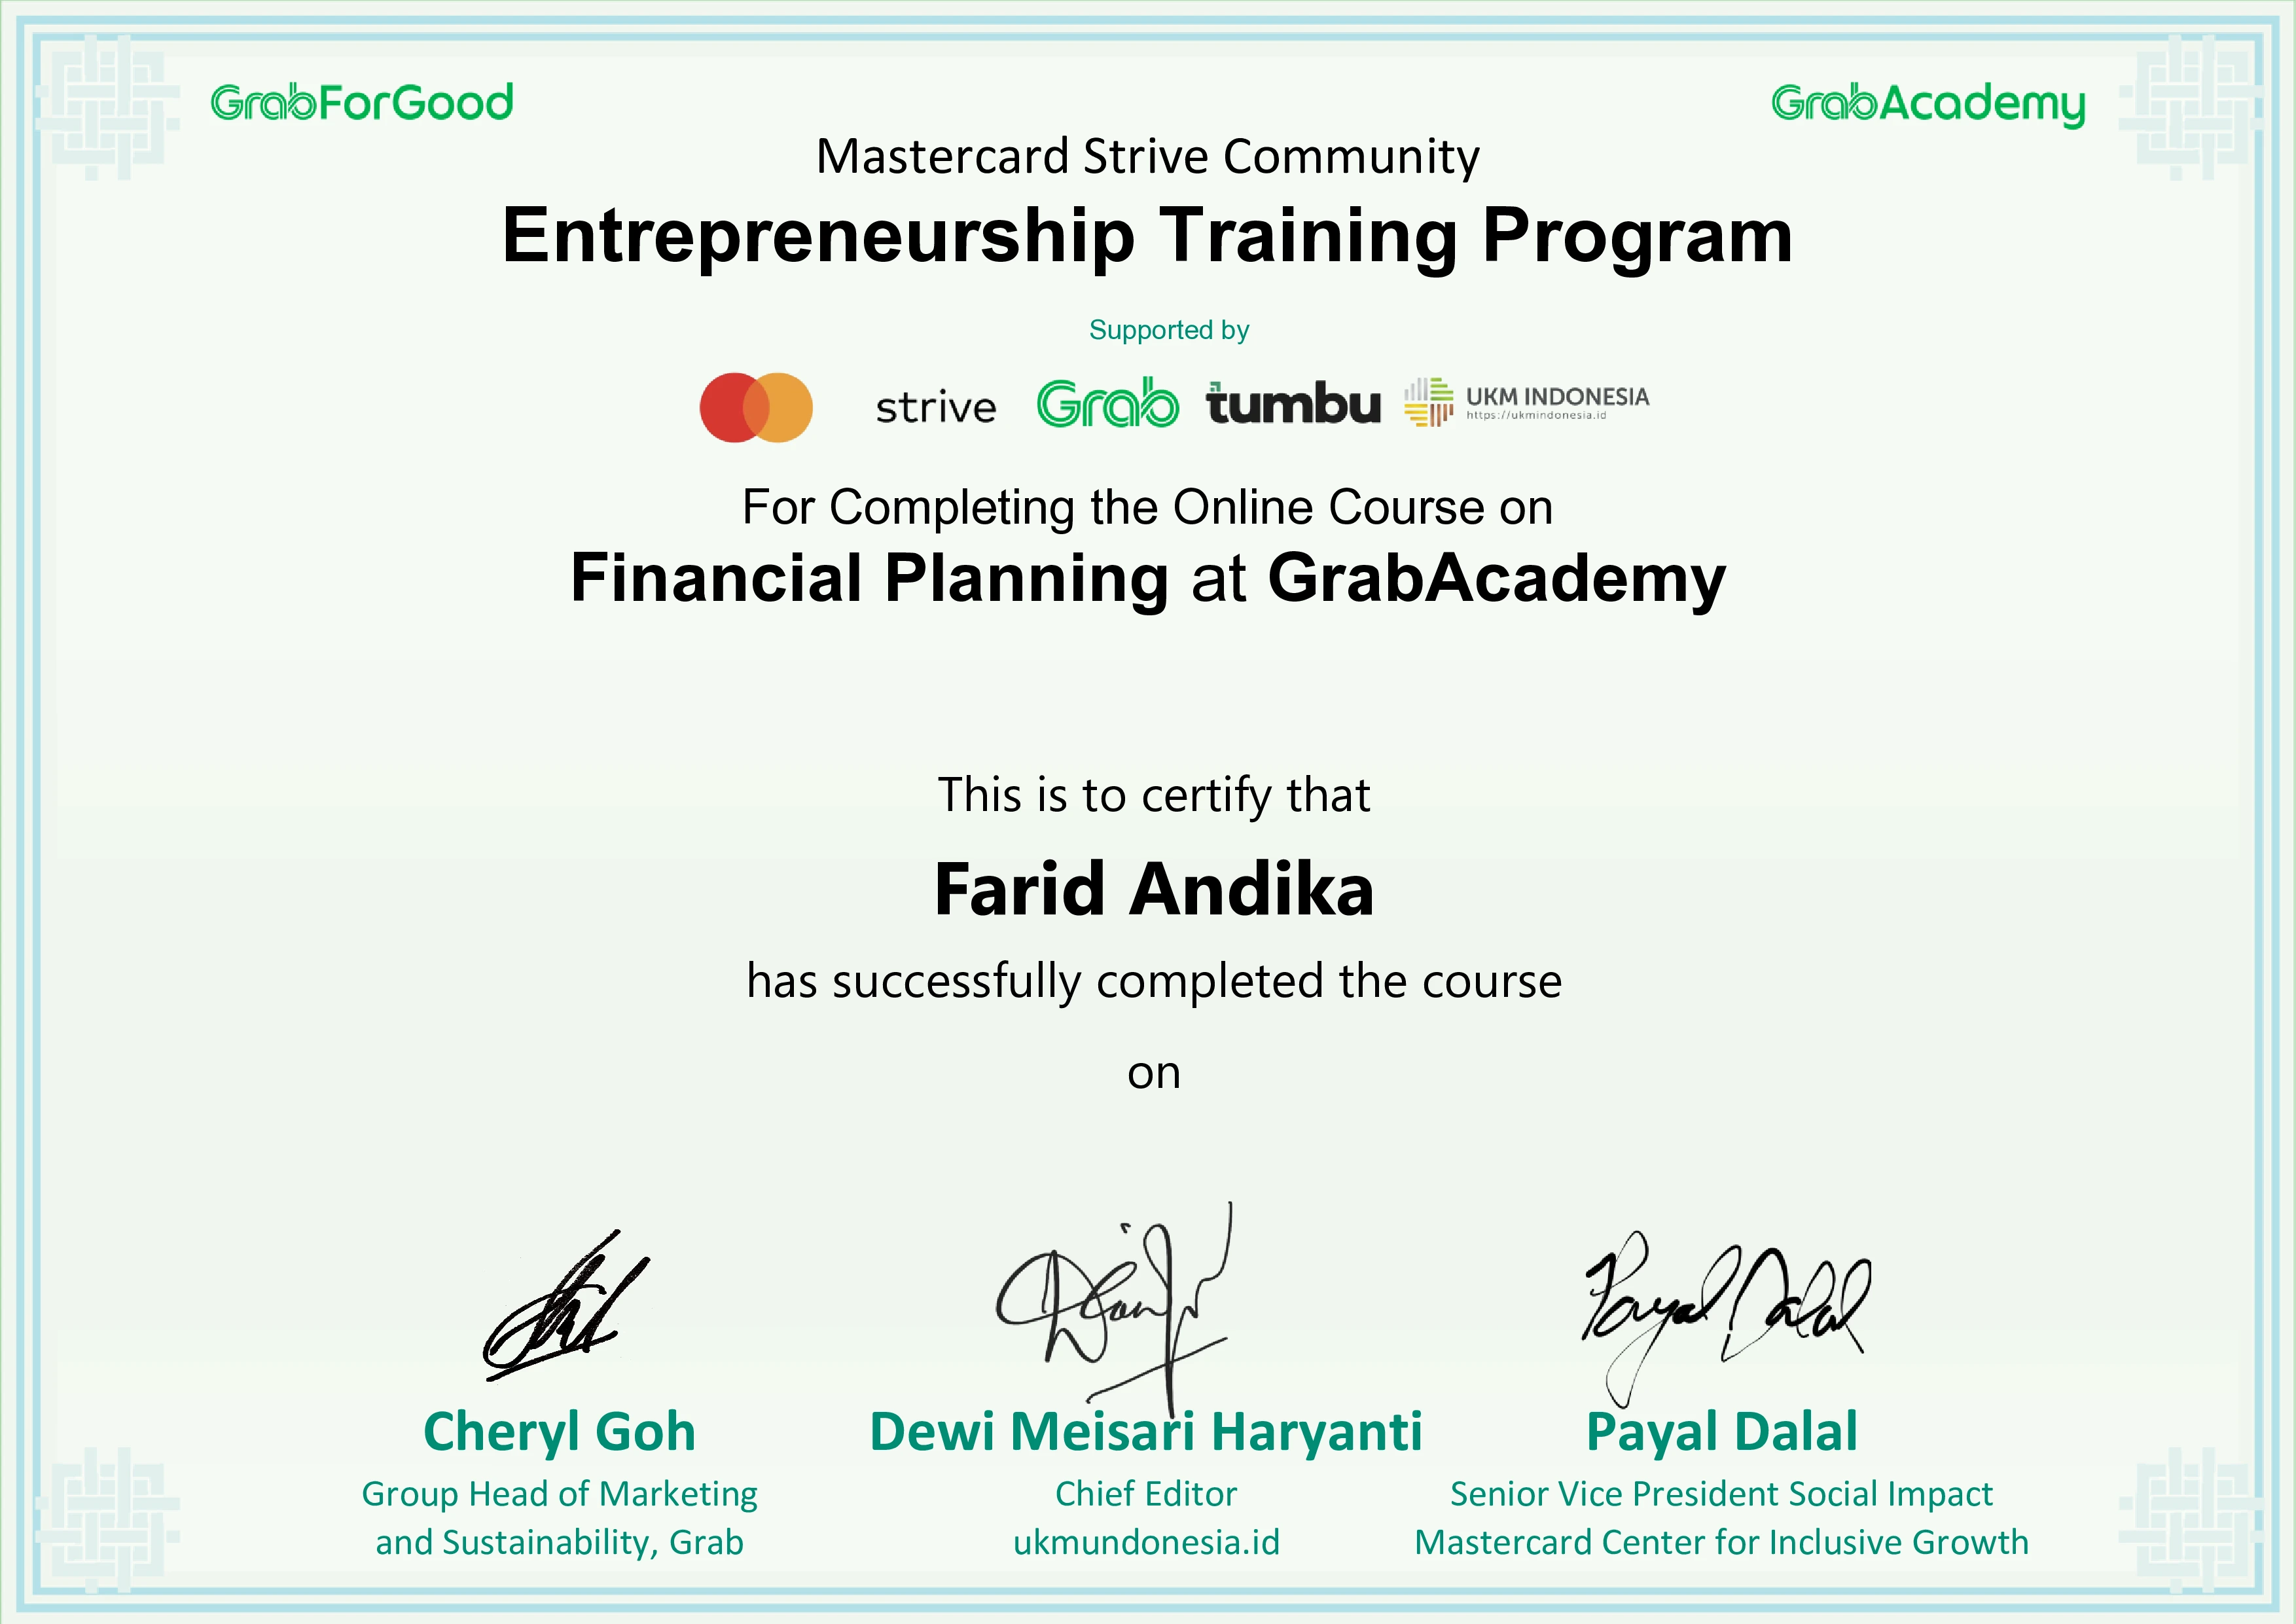 GrabForGood
GrabAcademy
Mastercard Strive Community
Entrepreneurship Training Program
Supported by
strive Grab tumbu UKM INDONESIA
https://ukmindonesia.id
For Completing the Online Course on
Financial Planning at GrabAcademy
This is to certify that
Farid Andika
has successfully completed the course
on
Payal Dalal
Cheryl Goh Dewi Meisari Haryanti Payal Dalal
Group Head of Marketing Chief Editor Senior Vice President Social Impact
and Sustainability, Grab ukmundonesia.id Mastercard Center for Inclusive Growth